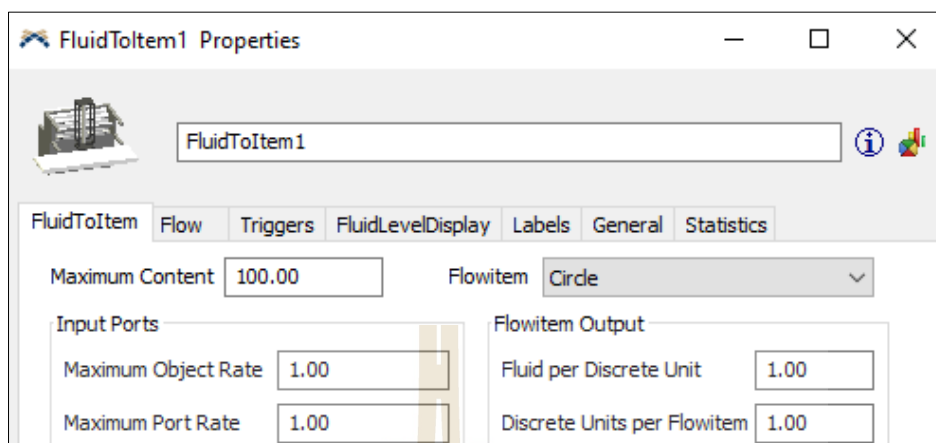 FluidToItem1 Properties
FluidToItem1
FluidToItem Flow Triggers FluidLevelDisplay Labels General Statistics
Maximum Content 100.00 Flowitem Circle
Input Ports Flowitem Output
Maximum Object Rate 1.00 Fluid per Discrete Unit 1.00
Maximum Port Rate 1.00 Discrete Units per Flowitem 1.00